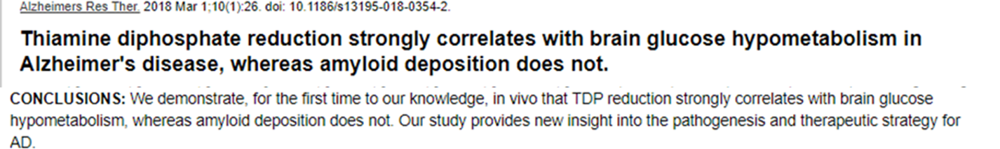 Alzheimers Res Ther. 2018 Mar 1;10(1):26. doi: 10.1186/s13195-018-0354-2.
Thiamine diphosphate reduction strongly correlates with brain glucose hypometabolism in
Alzheimer's disease, whereas amyloid deposition does not.
CONCLUSIONS: We demonstrate, for the first time to our knowledge, in vivo that TDP reduction strongly correlates with brain glucose
hypometabolism, whereas amyloid deposition does not. Our study provides new insight into the pathogenesis and therapeutic strategy for
AD.